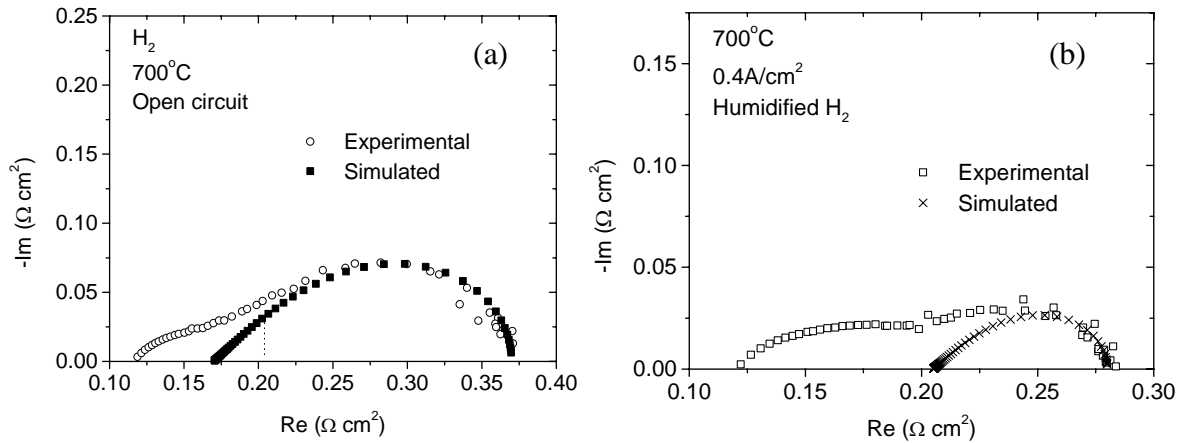 0.25
H₂
700°C
Open circuit
(a)
0.20
Experimental
Simulated
0.15
0.10
0.05
0.00
-Im (Ω cm²)
0.10 0.15 0.20 0.25 0.30 0.35 0.40
Re (Ω cm²)
700°C
0.4A/cm²
Humidified H₂
(b)
0.15
Experimental
Simulated
0.10
0.05
0.00
-Im (Ω cm²)
0.10 0.15 0.20 0.25 0.30
Re (Ω cm²)